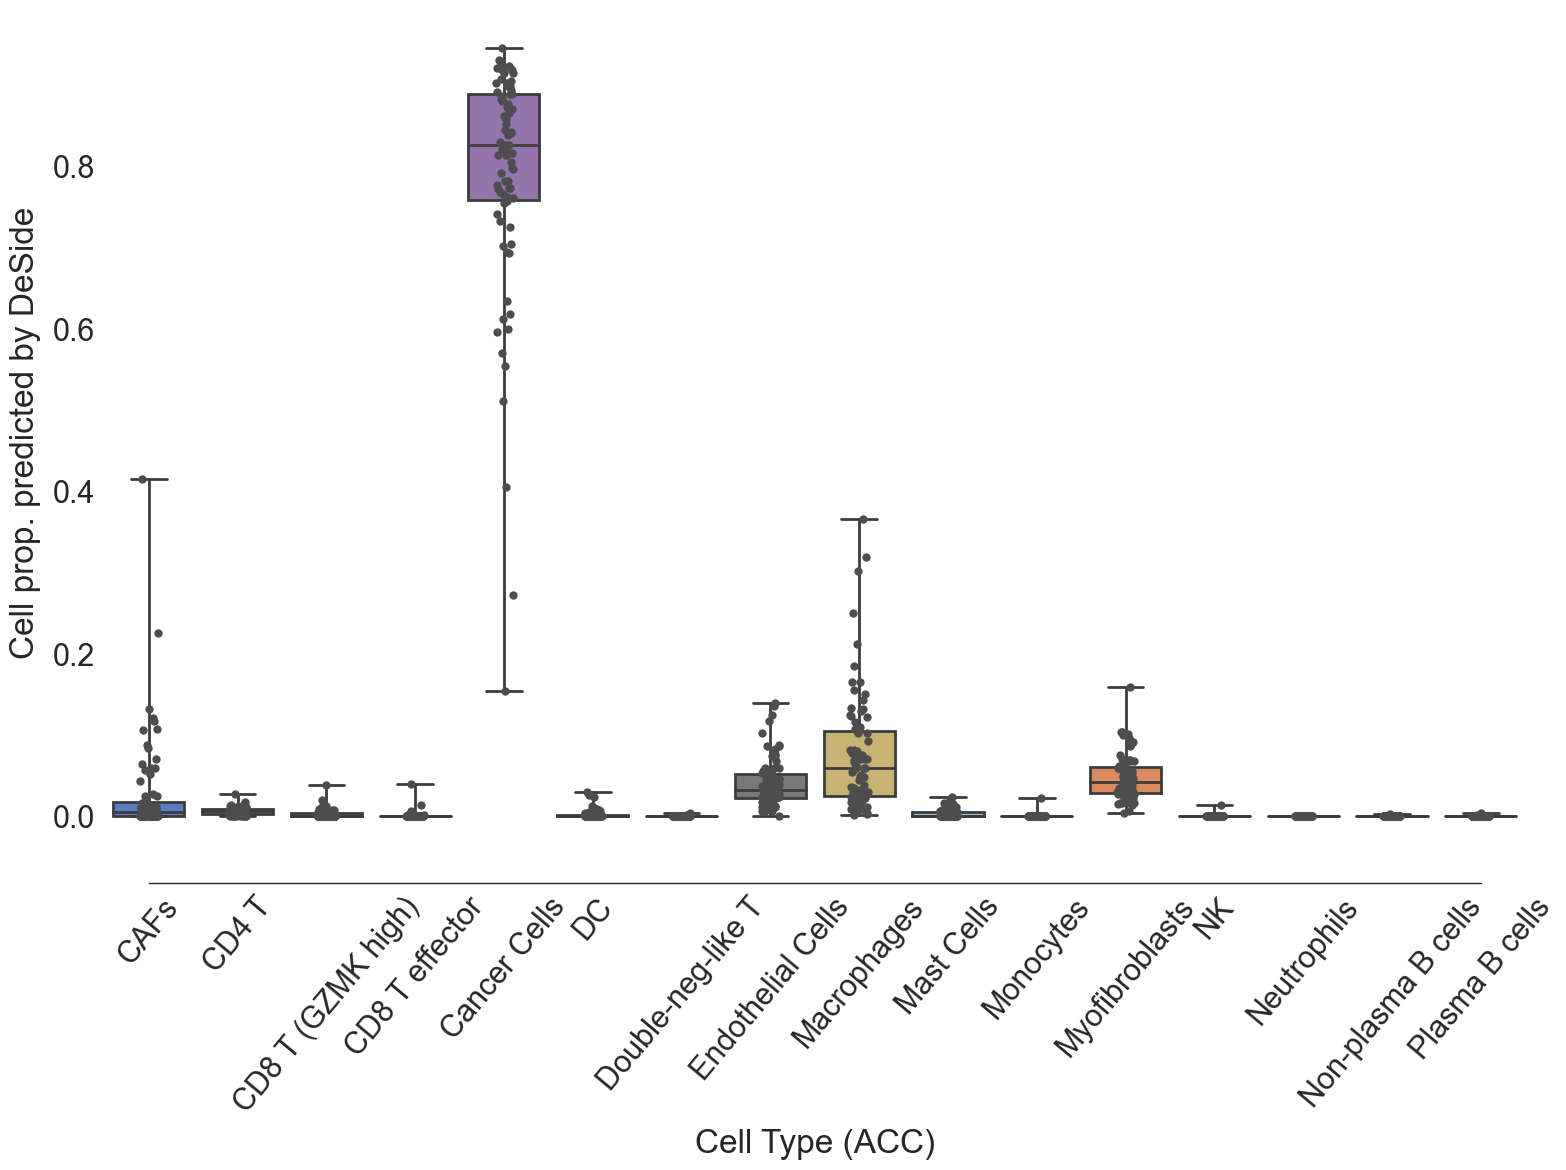 Cell prop. predicted by DeSide
0.8
0.6
0.4
0.2
0.0
CAFs
CD4 T
CD8 T (GZMK high)
CD8 T effector
Cancer Cells
DC
Double-neg-like T
Endothelial Cells
Macrophages
Mast Cells
Monocytes
Myofibroblasts
NK
Neutrophils
Non-plasma B cells
Plasma B cells
Cell Type (ACC)